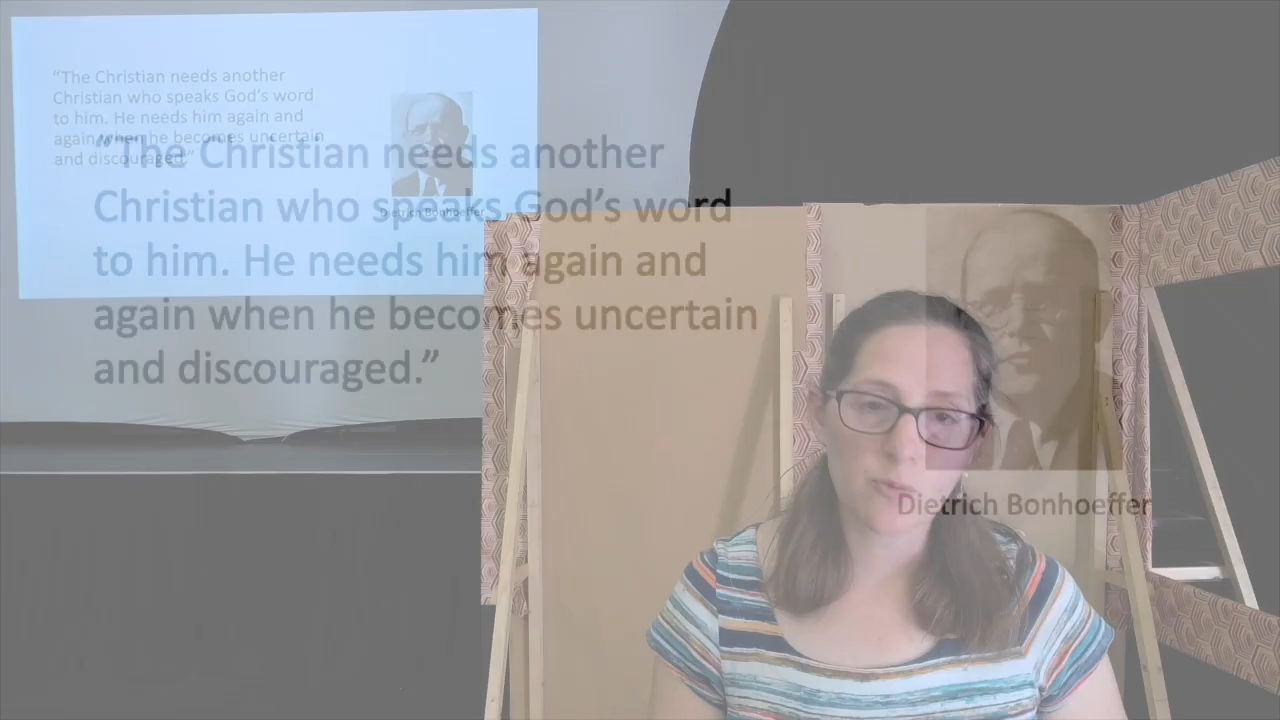 “The Christian needs another
Christian who speaks God’s word
to him. He needs him again and
again when he becomes uncertain
and discouraged”
Dietrich Bonhoeffer
“The Christian needs another
Christian who speaks God’s word
to him. He needs him again and
again when he becomes uncertain
and discouraged.”
Dietrich Bonhoeffer